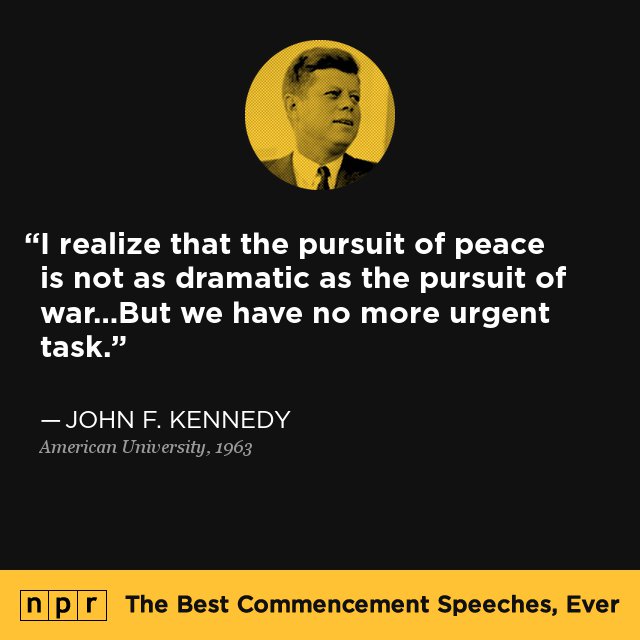 “I realize that the pursuit of peace
is not as dramatic as the pursuit of
war...But we have no more urgent
task.”
— JOHN F. KENNEDY
American University, 1963
npr The Best Commencement Speeches, Ever